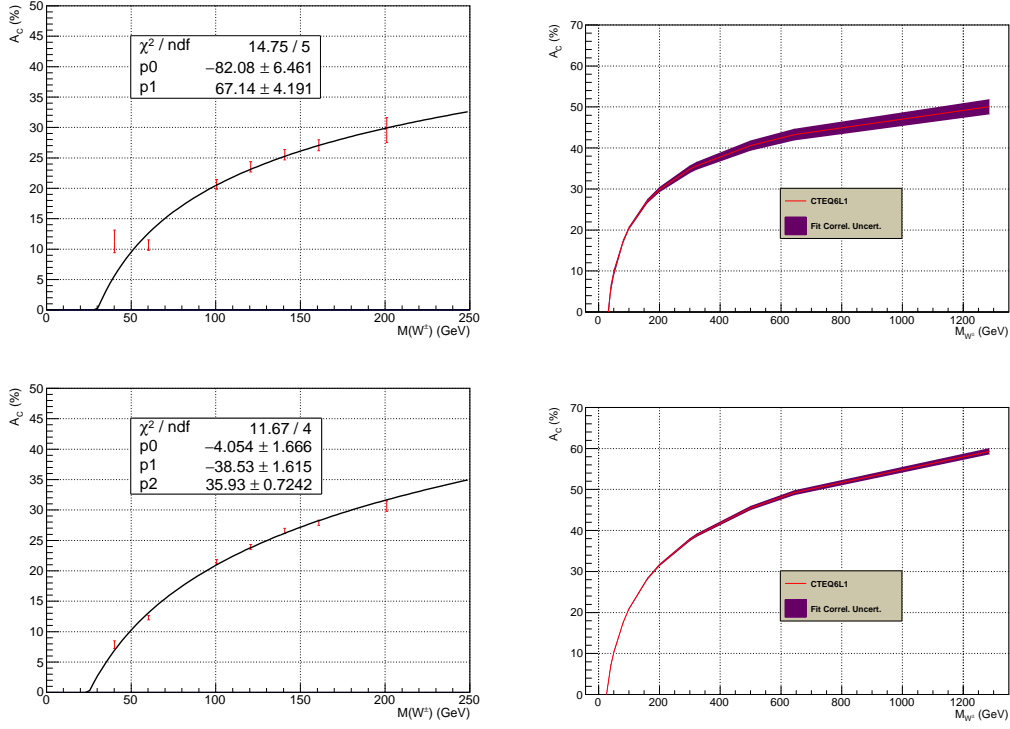 A_C (%)
50
45
40
35
30
25
20
15
10
5
0
χ² / ndf 14.75 / 5
p0 −82.08 ± 6.461
p1 67.14 ± 4.191
0 50 100 150 200 250
M(W±) (GeV)
A_C (%)
70
60
50
40
30
20
10
0
CTEQ6L1
Fit Correl. Uncert.
0 200 400 600 800 1000 1200
M_W± (GeV)
A_C (%)
50
45
40
35
30
25
20
15
10
5
0
χ² / ndf 11.67 / 4
p0 −4.054 ± 1.666
p1 −38.53 ± 1.615
p2 35.93 ± 0.7242
0 50 100 150 200 250
M(W±) (GeV)
A_C (%)
70
60
50
40
30
20
10
0
CTEQ6L1
Fit Correl. Uncert.
0 200 400 600 800 1000 1200
M_W± (GeV)